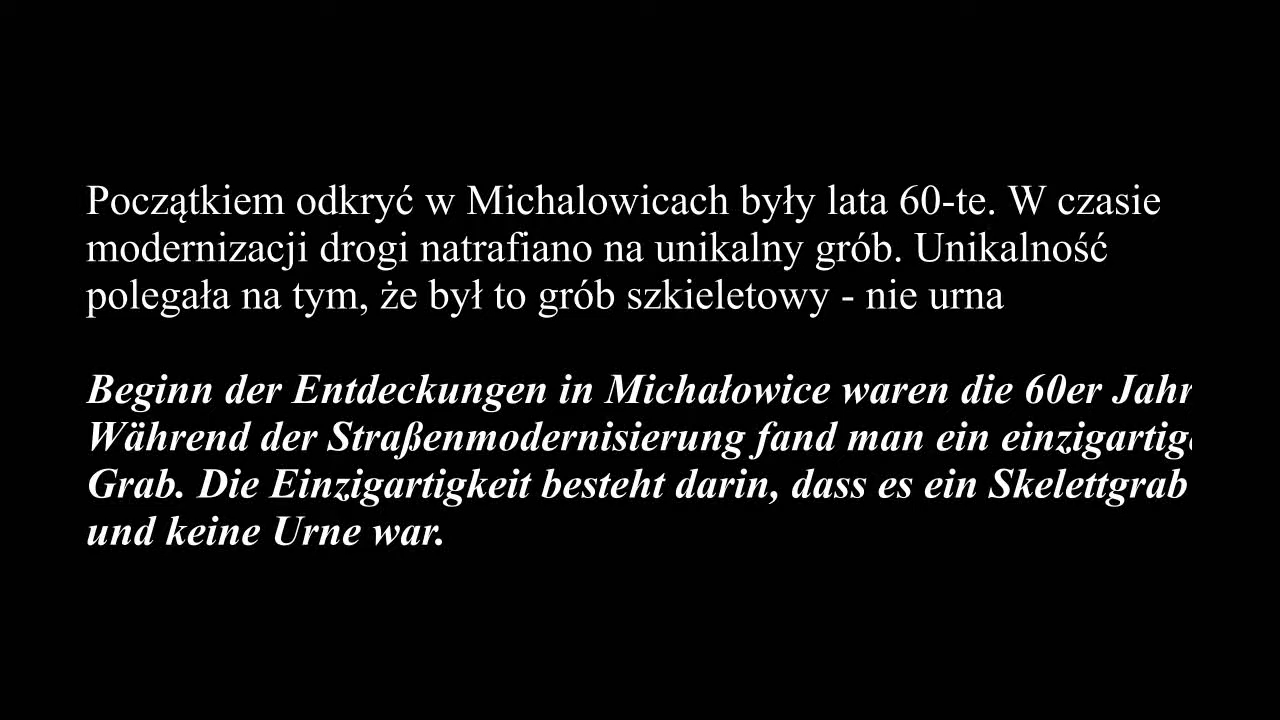 Początkiem odkryć w Michalowicach były lata 60-te. W czasie
modernizacji drogi natrafiano na unikalny grób. Unikalność
polegała na tym, że był to grób szkieletowy - nie urna
Beginn der Entdeckungen in Michałowice waren die 60er
Während der Straßenmodernisierung fand man ein
Grab. Die Einzigartigkeit besteht darin, dass es ein Skelettgrab
und keine Urne war.